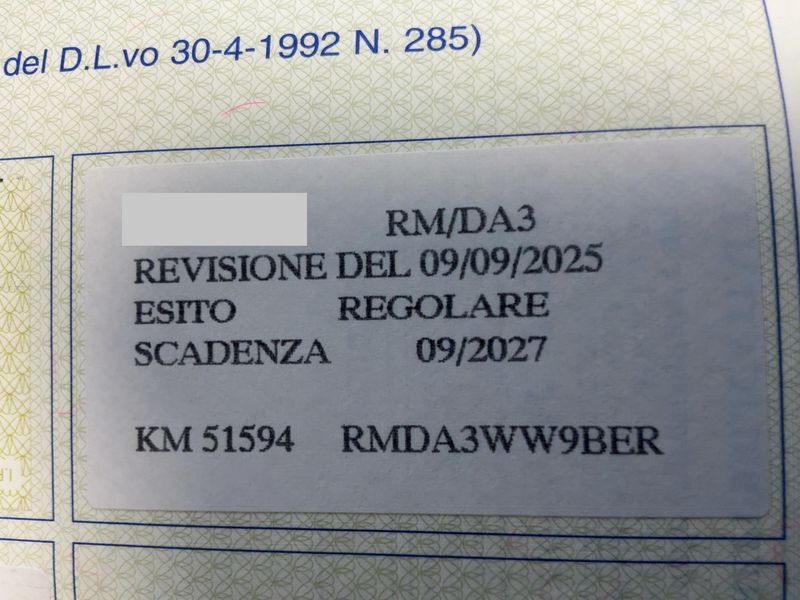 del D.L.vo 30-4-1992 N. 285)
RM/DA3
REVISIONE DEL 09/09/2025
ESITO REGOLARE
SCADENZA 09/2027
KM 51594 RMDA3WW9BER